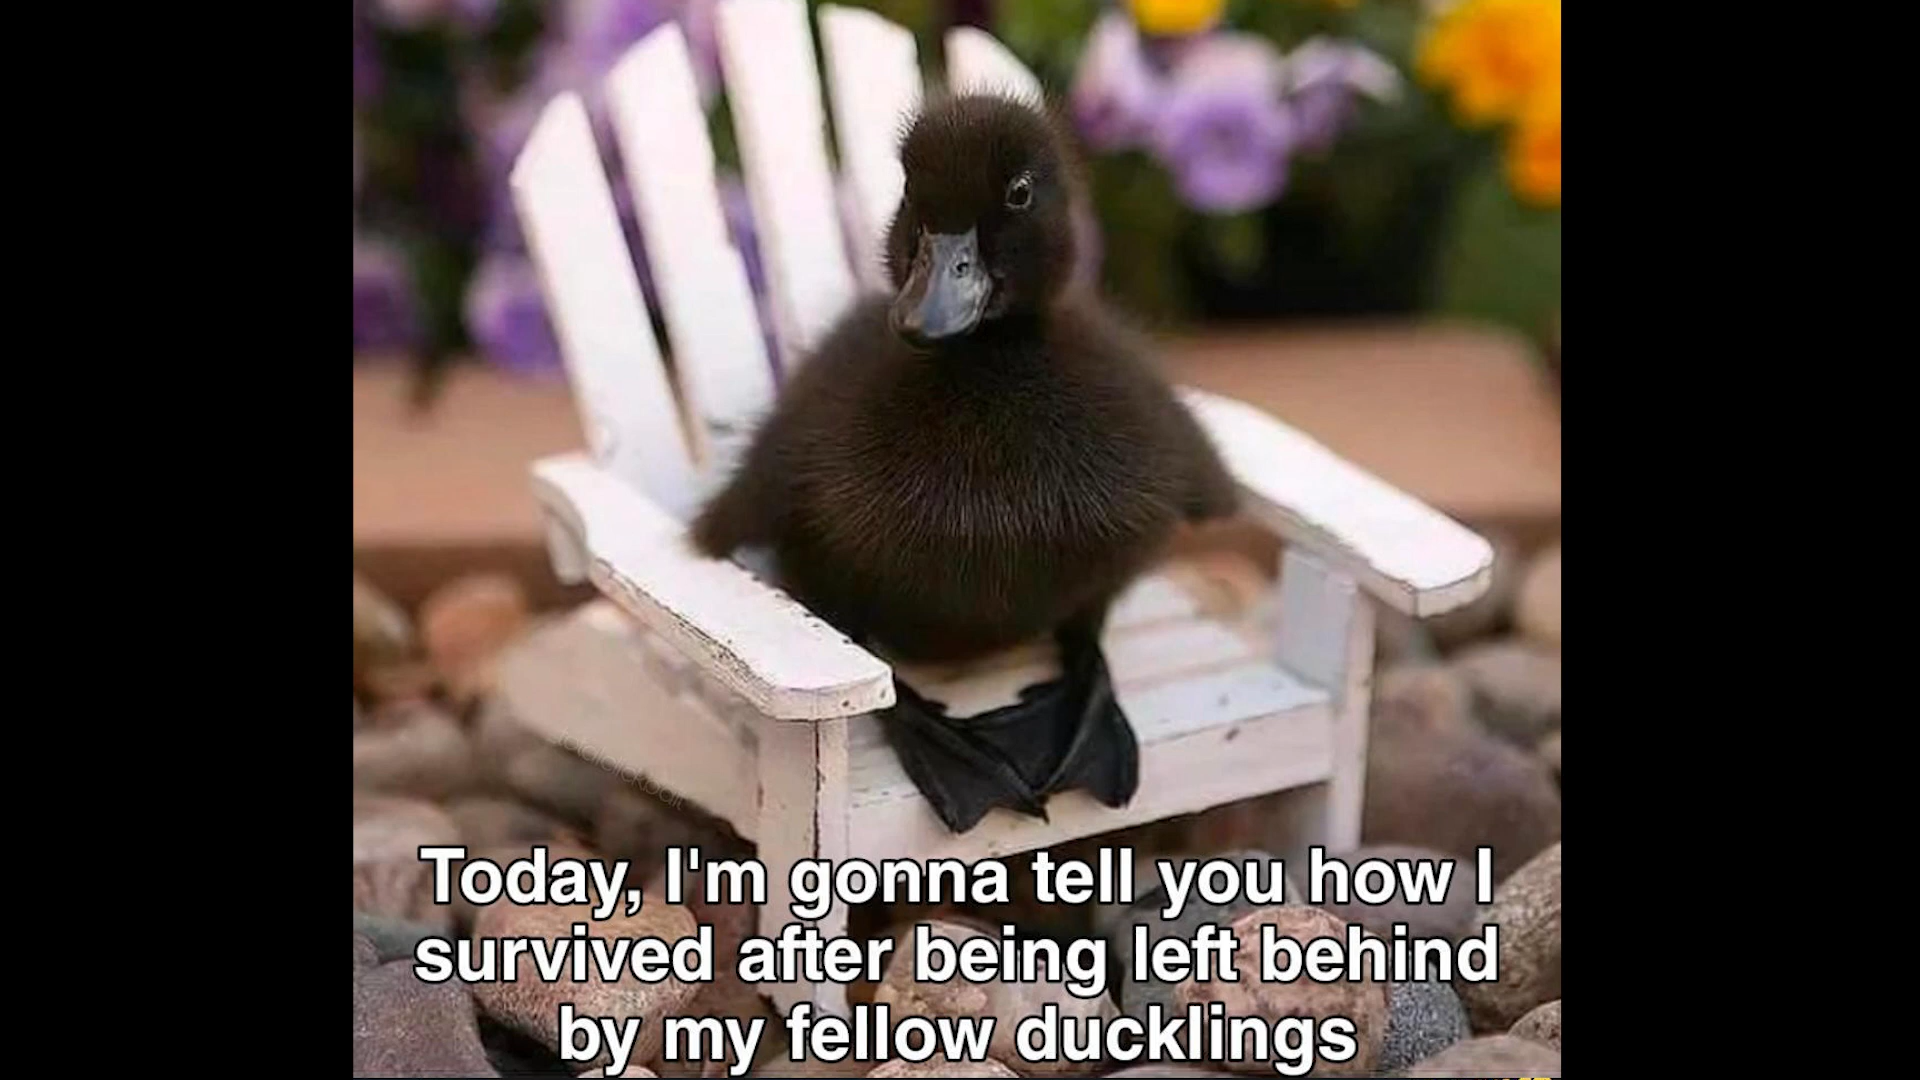 Today, I'm gonna tell you how I
survived after being left behind
by my fellow ducklings